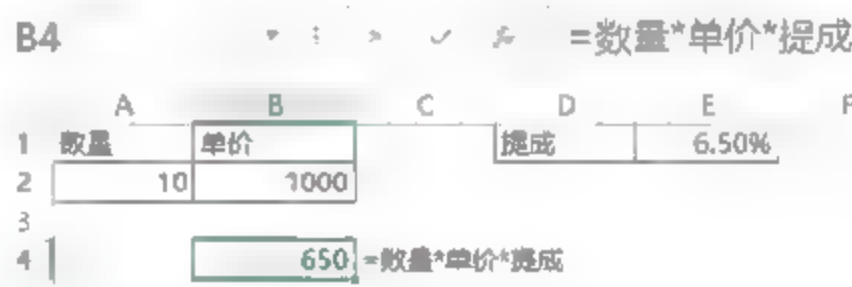 B4 =数量*单价*提成
A B C D E F
1 数量 单价 提成 6.50%
2 10 1000
3
4 650 =数量*单价*提成